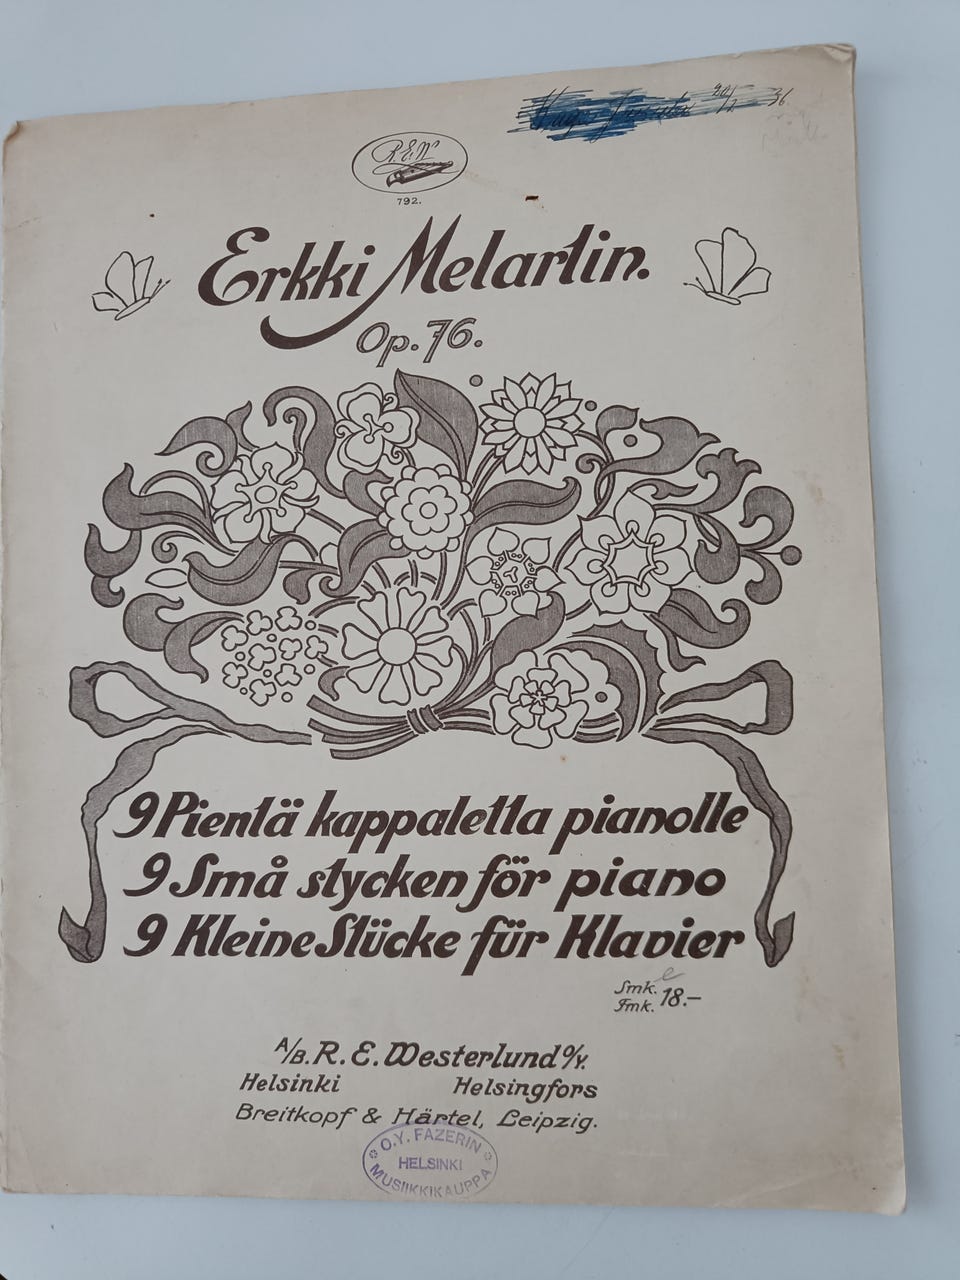 R.E.W
792.
Erkki Melartin.
Op. 76.
9 Pientä kappaletta pianolle
9 Små stycken för piano
9 Kleine Stücke für Klavier
Smk.
Fmk. 18.–
A/B. R. E. Westerlund O/Y.
Helsinki Helsingfors
Breitkopf & Härtel, Leipzig.
O.Y. FAZERIN
HELSINKI
MUSIIKKIKAUPPA